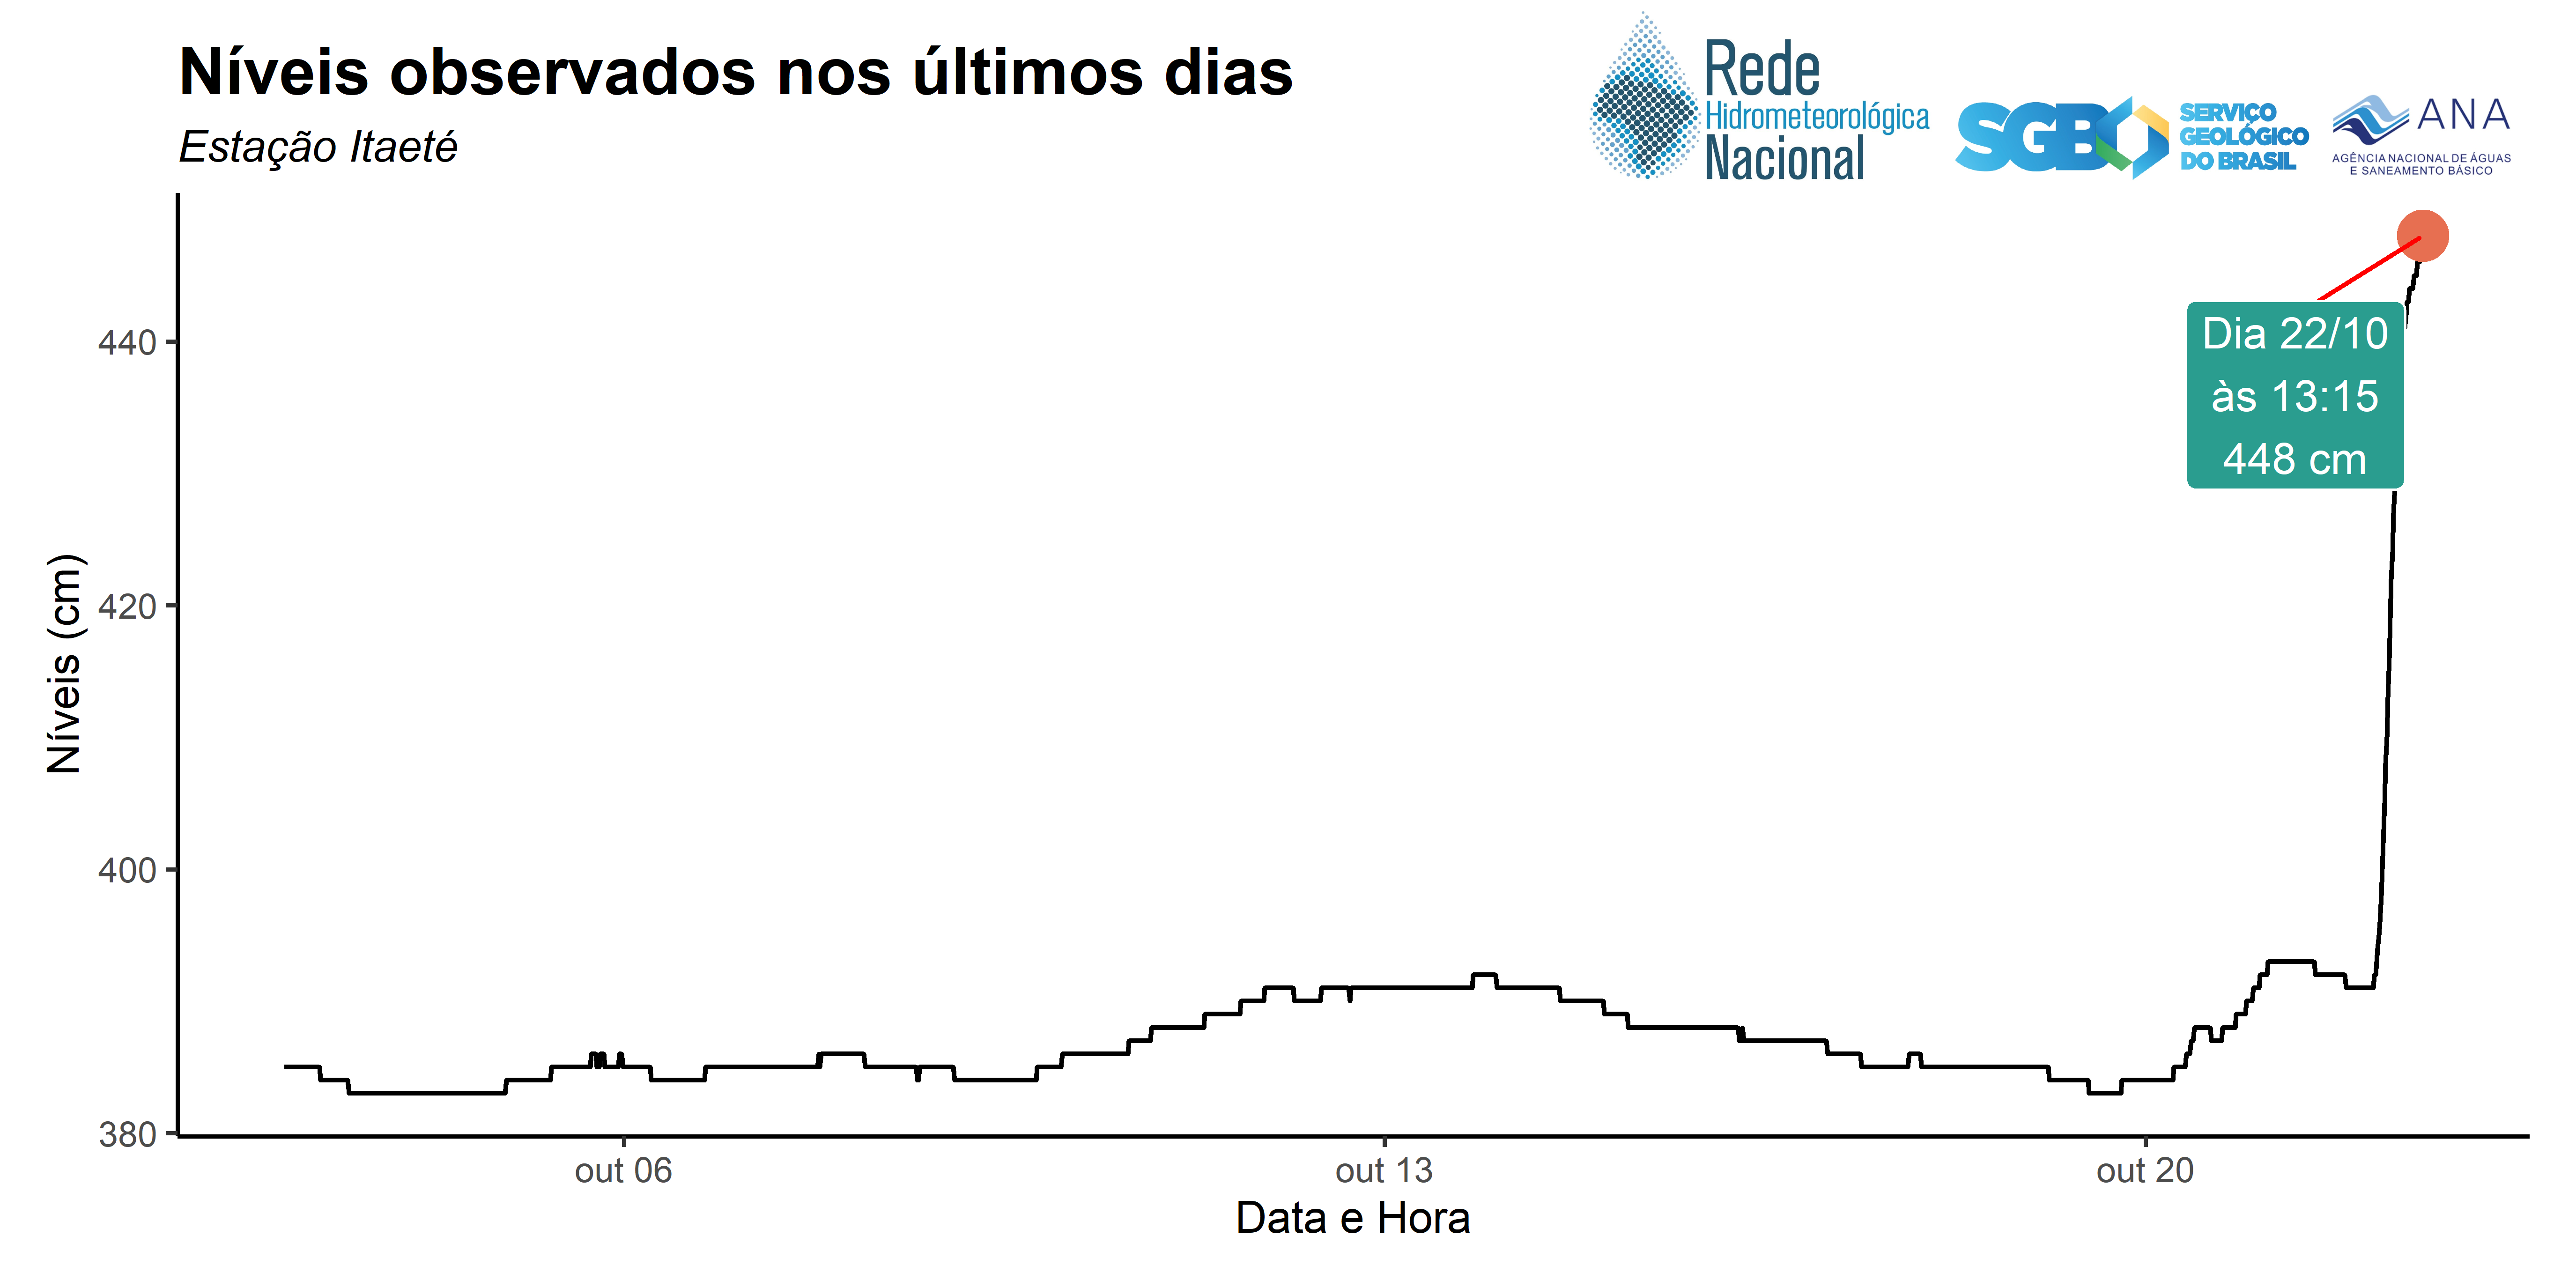 Níveis observados nos últimos dias
Estação Itaeté
Rede
Hidrometeorológica
Nacional
SGB
SERVIÇO
GEOLÓGICO
DO BRASIL
ANA
AGÊNCIA NACIONAL DE ÁGUAS
E SANEAMENTO BÁSICO
Dia 22/10
às 13:15
448 cm
Níveis (cm)
440
420
400
380
out 06
out 13
out 20
Data e Hora